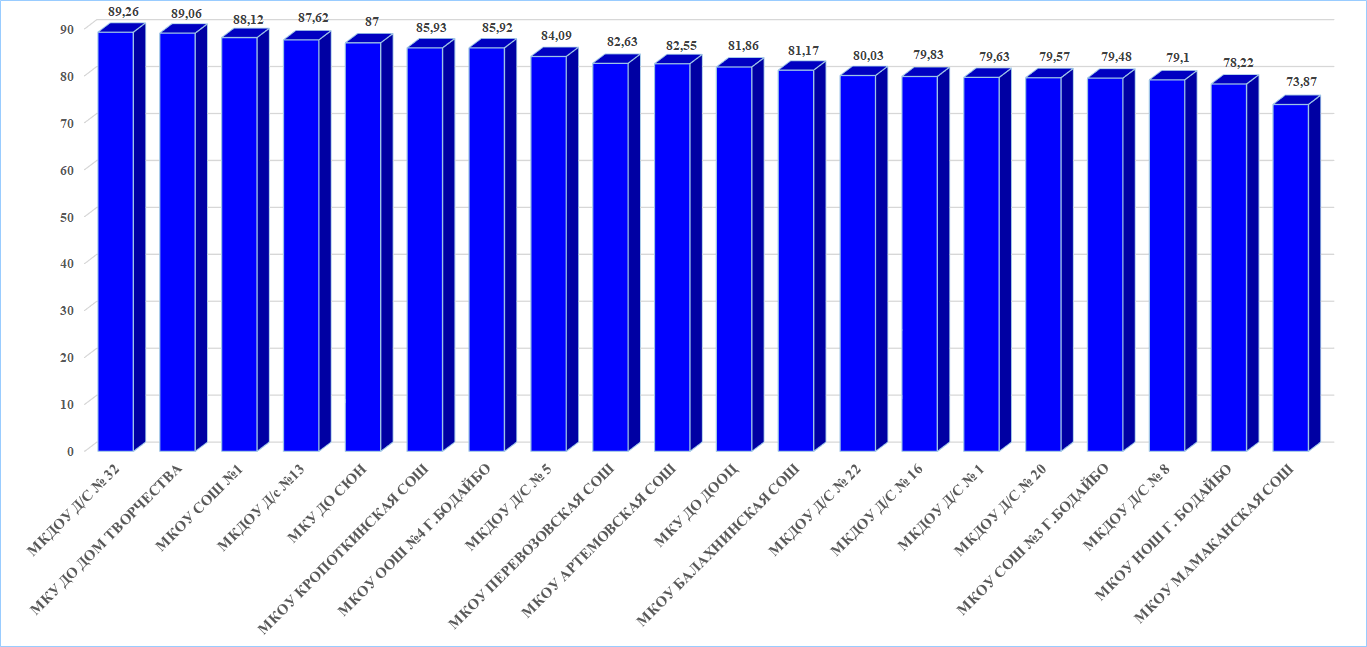 89,26
89,06
88,12
87,62
87
85,93
85,92
84,09
82,63
82,55
81,86
81,17
80,03
79,83
79,63
79,57
79,48
79,1
78,22
73,87
90
80
70
60
50
40
30
20
10
0
МКДОУ Д/С № 32
МКУ ДО ДОМ ТВОРЧЕСТВА
МКОУ СОШ №1
МКДОУ Д/с №13
МКУ ДО СЮН
МКОУ КРОПОТКИНСКАЯ СОШ
МКОУ ООШ №4 Г.БОДАЙБО
МКДОУ Д/С № 5
МКОУ ПЕРЕВОЗОВСКАЯ СОШ
МКОУ АРТЕМОВСКАЯ СОШ
МКУ ДО ДООЦ
МКОУ БАЛАХНИНСКАЯ СОШ
МКДОУ Д/С № 22
МКДОУ Д/С № 16
МКДОУ Д/С № 1
МКДОУ Д/С № 20
МКОУ СОШ №3 Г.БОДАЙБО
МКДОУ Д/С № 8
МКОУ НОШ Г. БОДАЙБО
МКОУ МАМАКАНСКАЯ СОШ